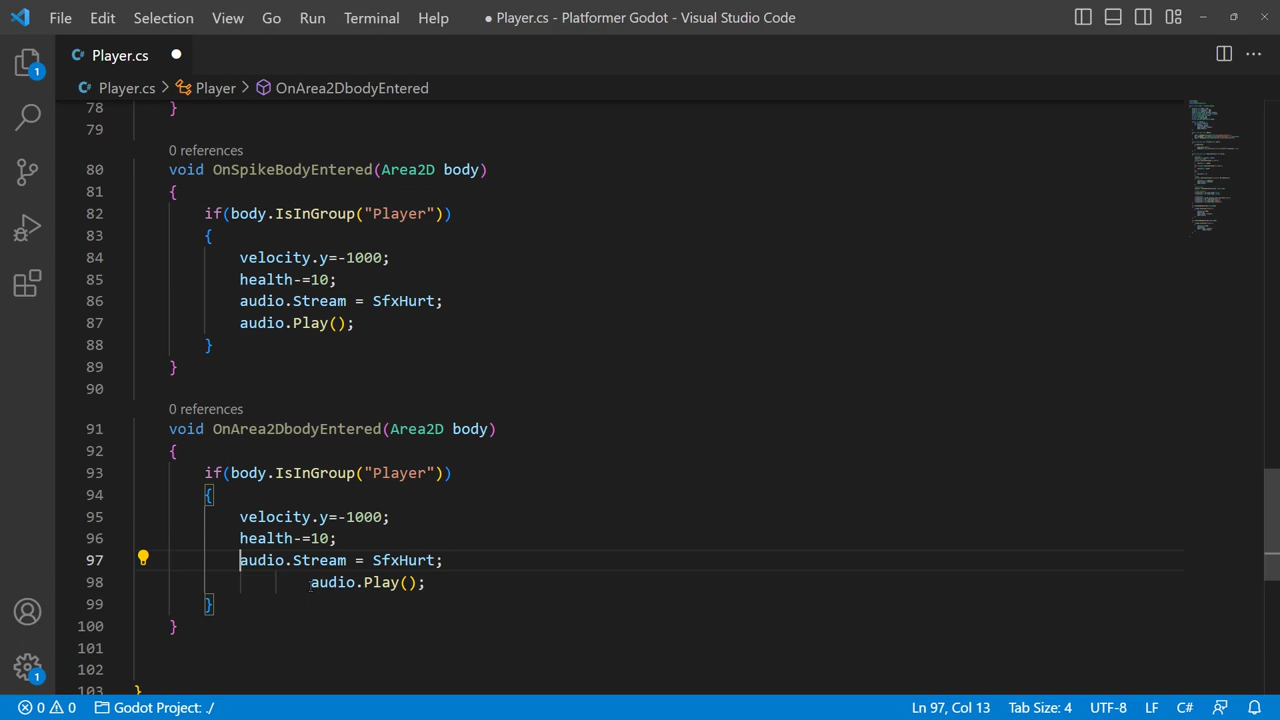 File Edit Selection View Go Run Terminal Help ● Player.cs - Platformer Godot - Visual Studio Code
Player.cs
Player.cs > Player > OnArea2DbodyEntered
78 }
79
0 references
80 void OnSpikeBodyEntered(Area2D body)
81 {
82 if(body.IsInGroup("Player"))
83 {
84 velocity.y=-1000;
85 health-=10;
86 audio.Stream = SfxHurt;
87 audio.Play();
88 }
89 }
90
0 references
91 void OnArea2DbodyEntered(Area2D body)
92 {
93 if(body.IsInGroup("Player"))
94 {
95 velocity.y=-1000;
96 health-=10;
97 audio.Stream = SfxHurt;
98 audio.Play();
99 }
100 }
101
102
103 }
1
1
0 0 Godot Project: ./ Ln 97, Col 13 Tab Size: 4 UTF-8 LF C#